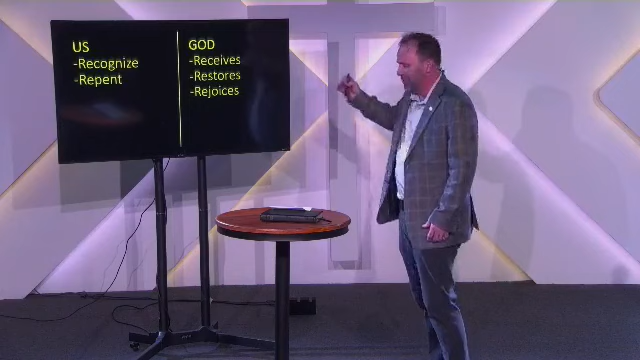 US
-Recognize
-Repent
GOD
-Receives
-Restores
-Rejoices